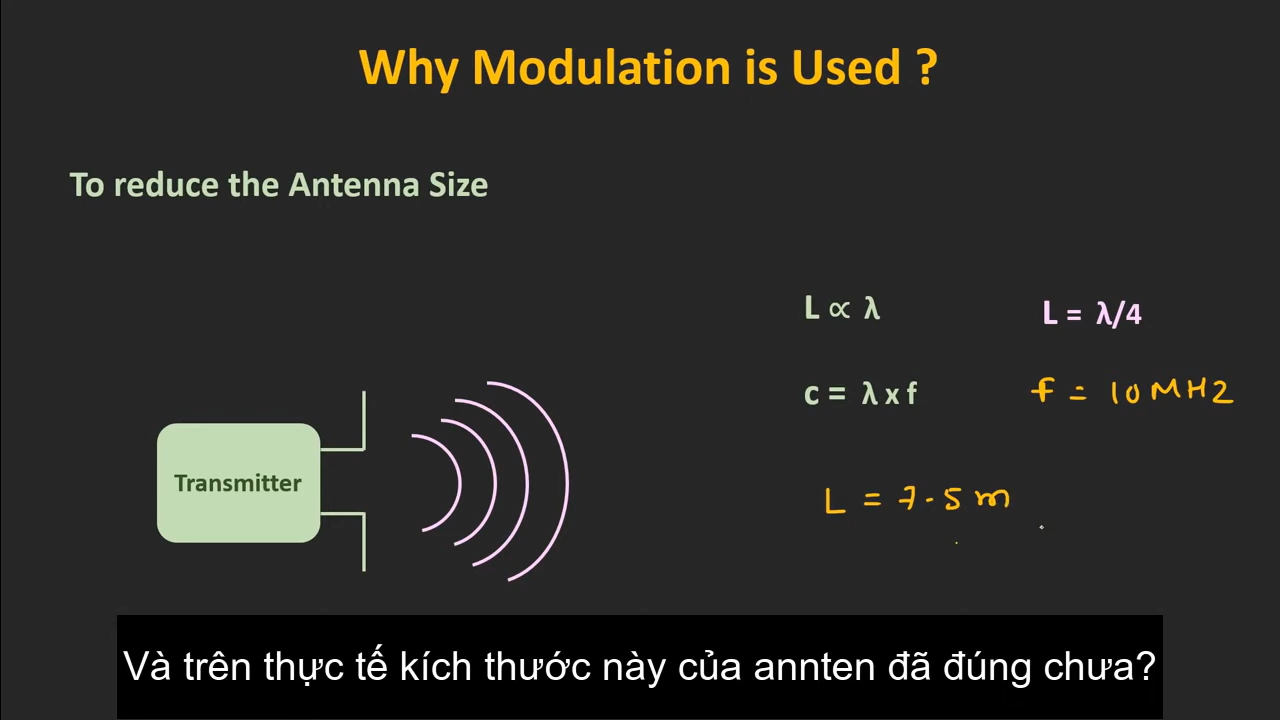 Why Modulation is Used ?
To reduce the Antenna Size
L ∝ λ
L = λ/4
c = λ x f
f = 10 MHz
Transmitter
L = 7.5 m
Và trên thực tế kích thước này của annten đã đúng chưa?